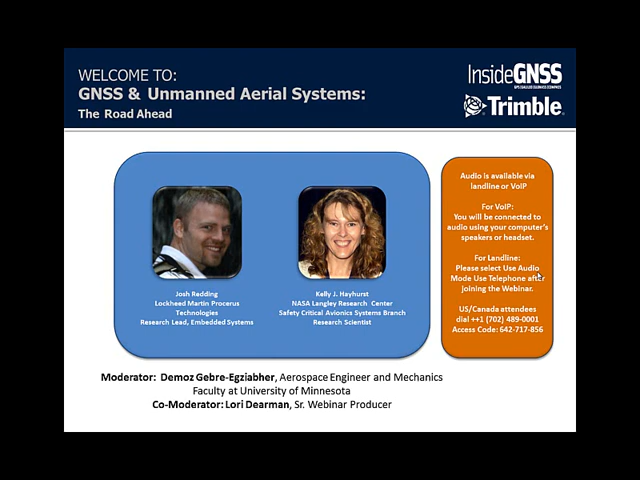 WELCOME TO:
GNSS & Unmanned Aerial Systems:
The Road Ahead
InsideGNSS
Trimble
Josh Redding
Lockheed Martin Procerus
Technologies
Research Lead, Embedded Systems
Kelly J. Hayhurst
NASA Langley Research Center
Safety Critical Avionics Systems Branch
Research Scientist
Audio is available via
landline or VoIP
For VoIP:
You will be connected to
audio using your computer's
speakers or headset.
For Landline:
Please select Use Audio
Mode Use Telephone after
joining the Webinar.
US/Canada attendees
dial ++1 (702) 489-0001
Access Code: 642-717-856
Moderator: Demoz Gebre-Egziabher, Aerospace Engineer and Mechanics
Faculty at University of Minnesota
Co-Moderator: Lori Dearman, Sr. Webinar Producer